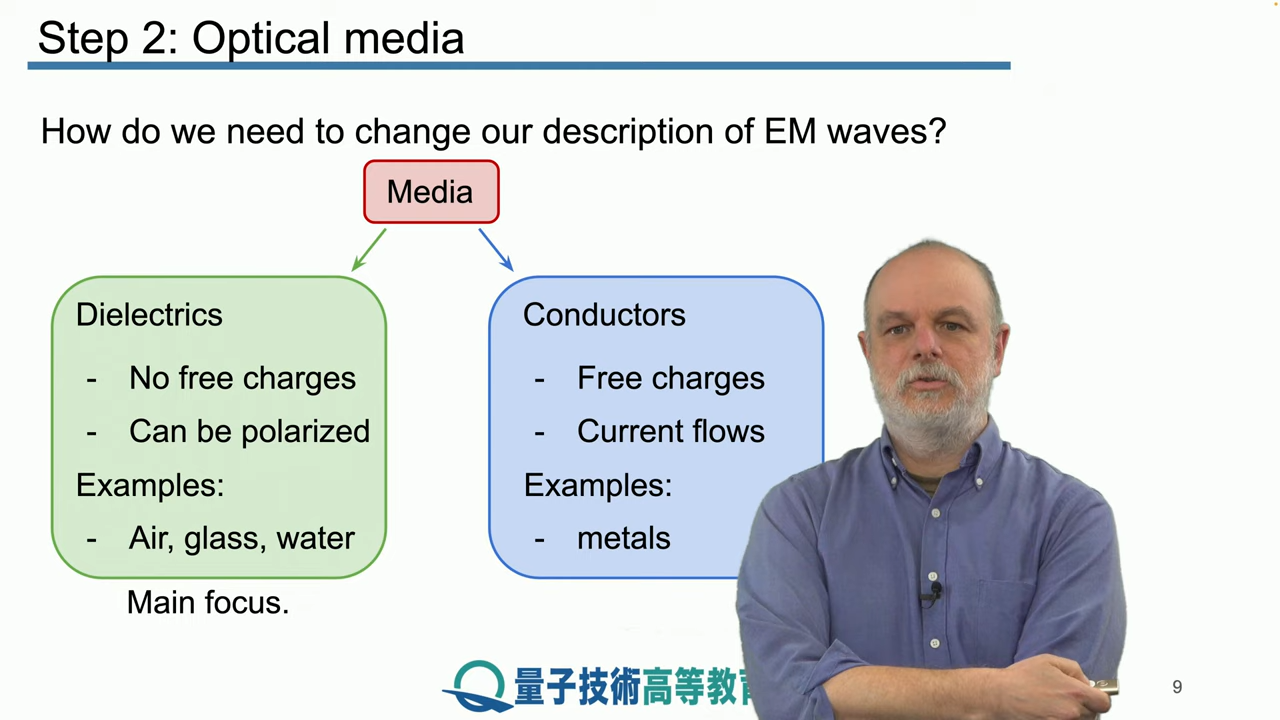 Step 2: Optical media
How do we need to change our description of EM waves?
Media
Dielectrics
- No free charges
- Can be polarized
Examples:
- Air, glass, water
Main focus.
Conductors
- Free charges
- Current flows
Examples:
- metals
量子技術高等教育
9